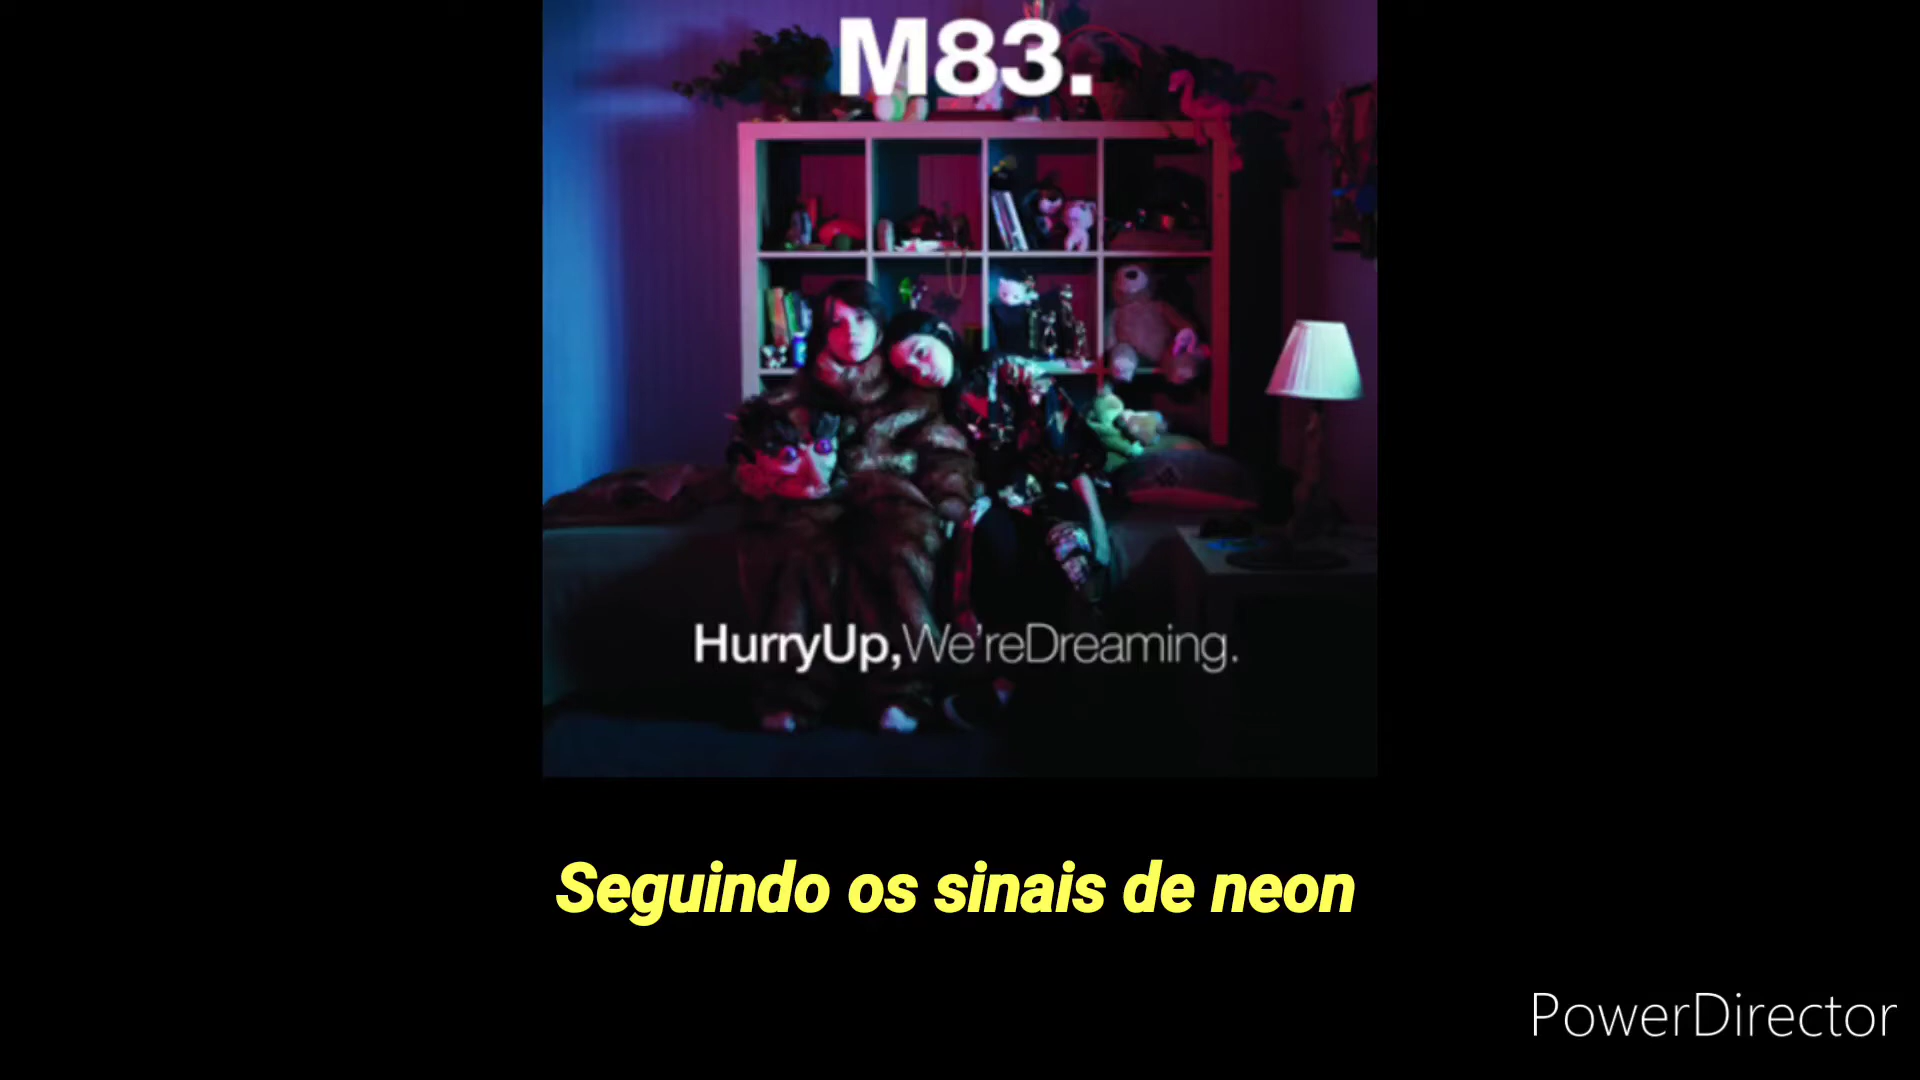 M83.
HurryUp,We'reDreaming.
Seguindo os sinais de neon
PowerDirector